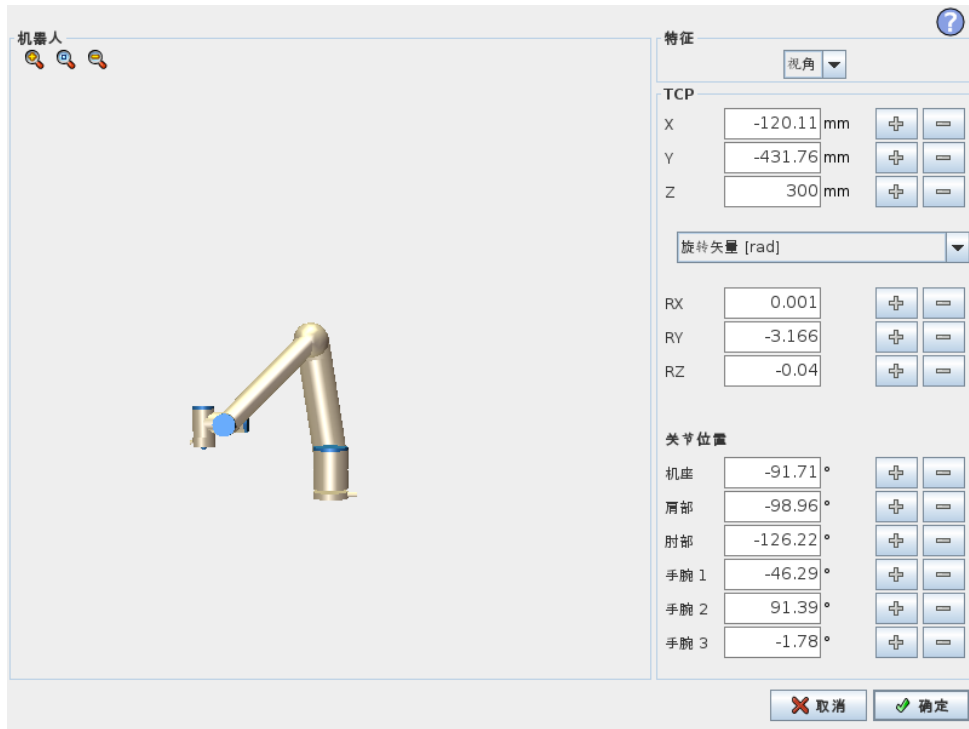 机器人
特征
视角
TCP
X -120.11 mm
Y -431.76 mm
Z 300 mm
旋转矢量 [rad]
RX 0.001
RY -3.166
RZ -0.04
关节位置
机座 -91.71 °
肩部 -98.96 °
肘部 -126.22 °
手腕 1 -46.29 °
手腕 2 91.39 °
手腕 3 -1.78 °
取消 确定